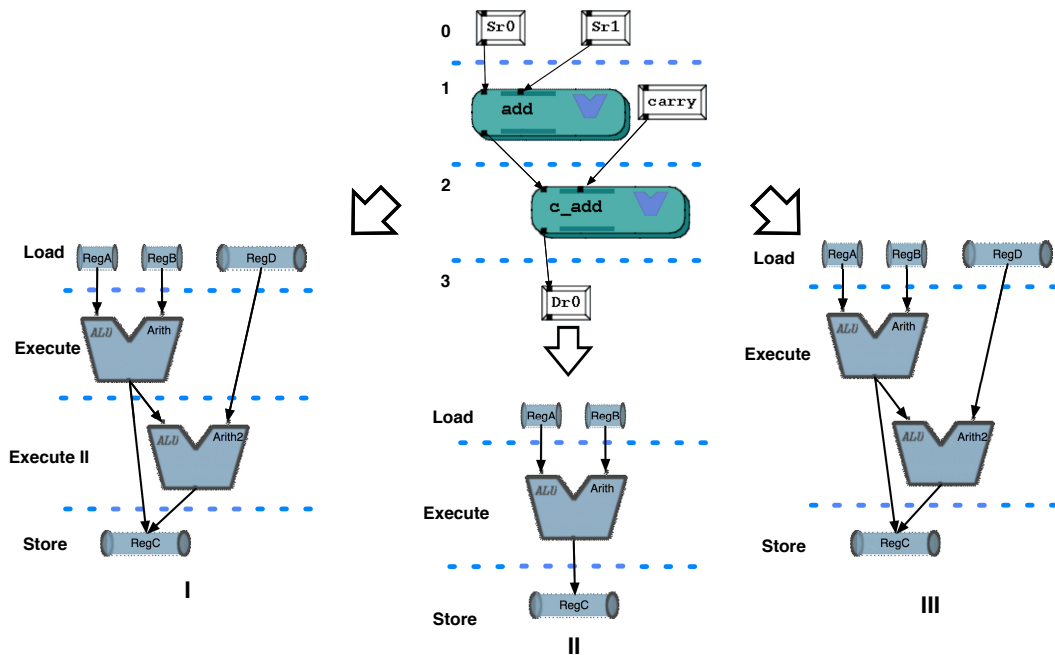 0
Sr0
Sr1
1
add
carry
2
c_add
3
Dr0
Load
RegA
RegB
RegD
ALU
Arith
Execute
ALU
Arith2
Execute II
Store
RegC
I
Load
RegA
RegB
ALU
Arith
Execute
Store
RegC
II
Load
RegA
RegB
RegD
ALU
Arith
Execute
ALU
Arith2
Store
RegC
III